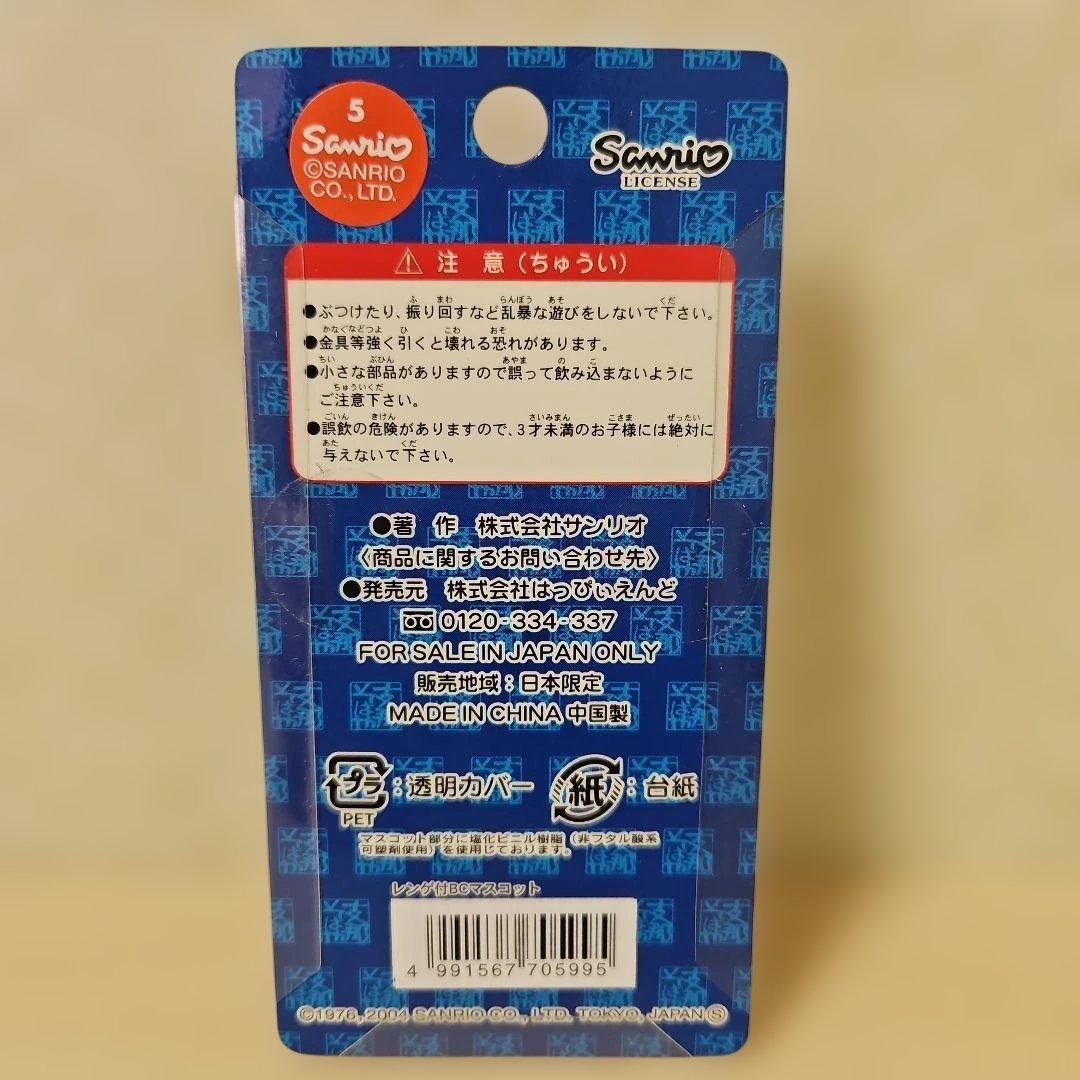 5
Sanrio
©SANRIO
CO., LTD.
Sanrio
LICENSE
⚠ 注 意 (ちゅうい)
●ぶつけたり、振り回すなど乱暴な遊びをしないで下さい。
●金具等強く引くと壊れる恐れがあります。
●小さな部品がありますので誤って飲み込まないように
ご注意下さい。
●誤飲の危険がありますので、3才未満のお子様には絶対に
与えないで下さい。
●著 作 株式会社サンリオ
〈商品に関するお問い合わせ先〉
●発売元 株式会社はっぴぃえんど
0120-334-337
FOR SALE IN JAPAN ONLY
販売地域：日本限定
MADE IN CHINA 中国製
プラ：透明カバー 紙：台紙
PET
マスコット部分に塩化ビニル樹脂（非フタル酸系
可塑剤使用）を使用しております。
レンゲ付BCマスコット
4 991567 705995
©1976, 2004 SANRIO CO., LTD. TOKYO, JAPAN Ⓢ